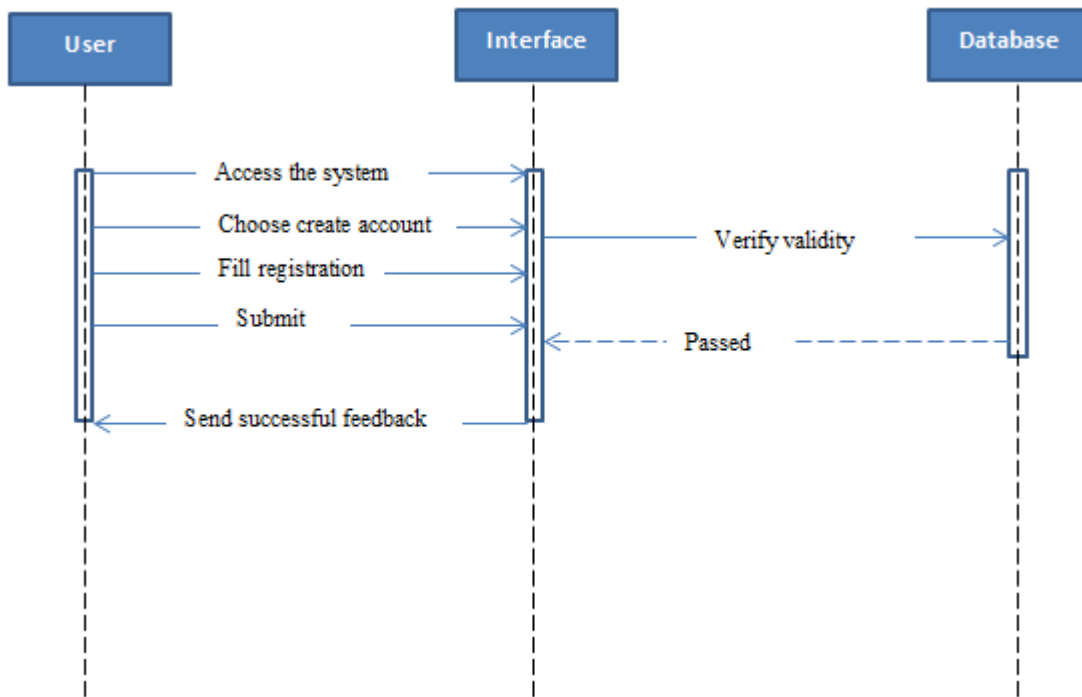 User
Interface
Database
Access the system
Choose create account
Verify validity
Fill registration
Submit
Passed
Send successful feedback